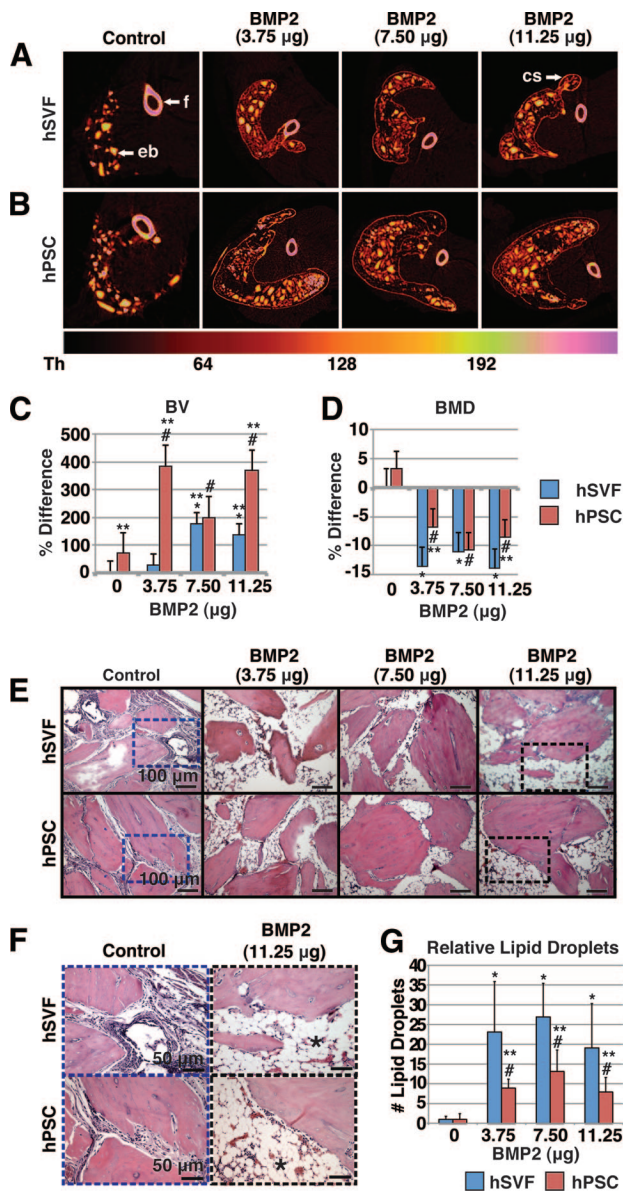 Control BMP2 (3.75 µg) BMP2 (7.50 µg) BMP2 (11.25 µg)
A
hSVF
f
eb
cs
B
hPSC
Th 64 128 192
C
BV
% Difference
500
400
300
200
100
0
** ** # ** * # ** * ** #
0 3.75 7.50 11.25
BMP2 (µg)
D
BMD
% Difference
10
5
0
-5
-10
-15
* # ** * # * # **
0 3.75 7.50 11.25
BMP2 (µg)
hSVF
hPSC
E
Control BMP2 (3.75 µg) BMP2 (7.50 µg) BMP2 (11.25 µg)
hSVF
100 µm
hPSC
100 µm
F
Control BMP2 (11.25 µg)
hSVF
50 µm
*
hPSC
50 µm
*
G
Relative Lipid Droplets
# Lipid Droplets
40
35
30
25
20
15
10
5
0
* ** # * ** # * ** #
0 3.75 7.50 11.25
BMP2 (µg)
hSVF hPSC